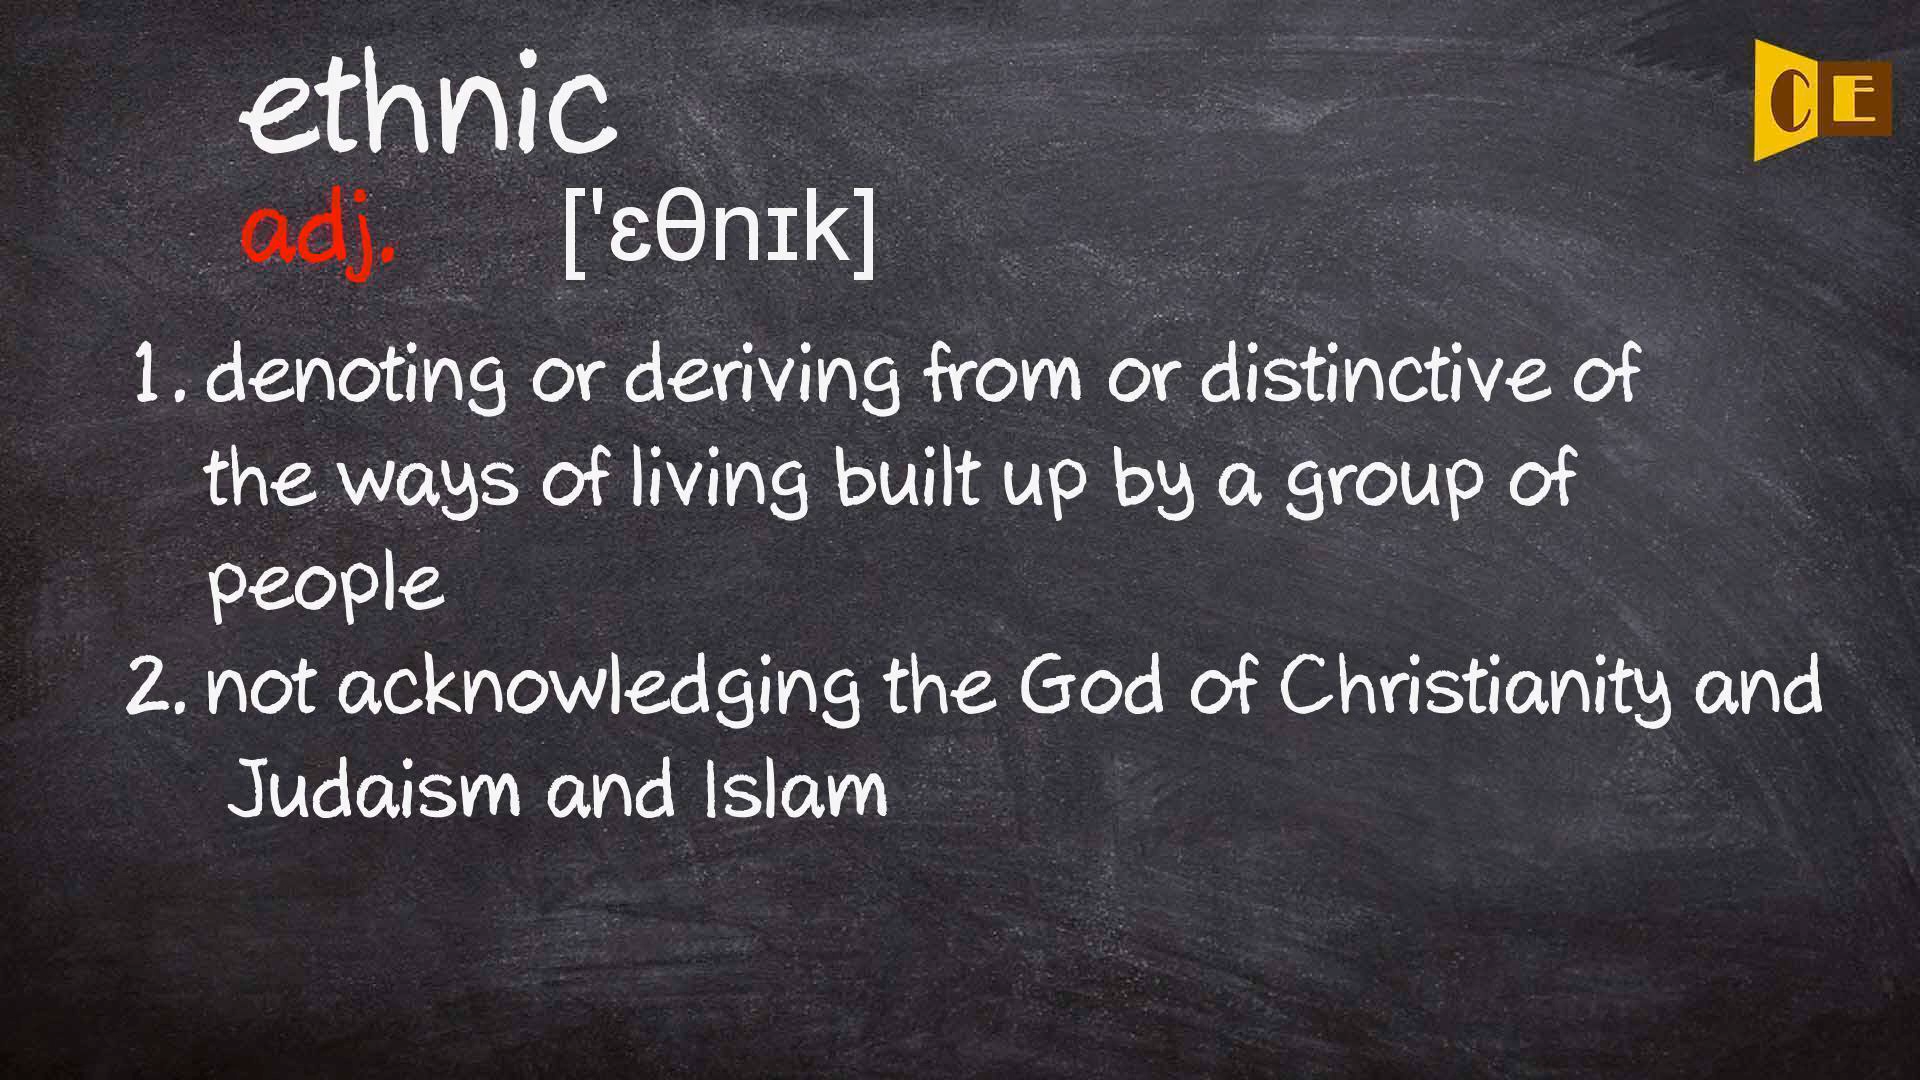 ethnic
CE
adj. ['ɛθnɪk]
1. denoting or deriving from or distinctive of
the ways of living built up by a group of
people
2. not acknowledging the God of Christianity and
Judaism and Islam